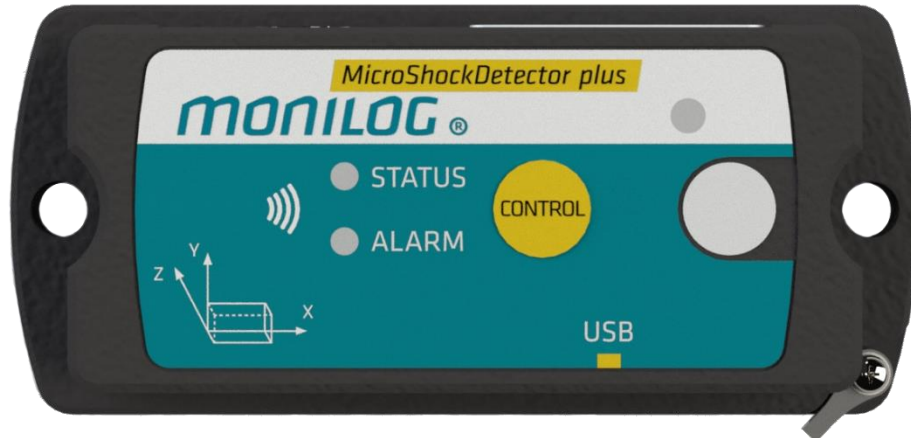 MicroShockDetector plus
MONILOG ®
STATUS
CONTROL
ALARM
Y
Z
X
USB